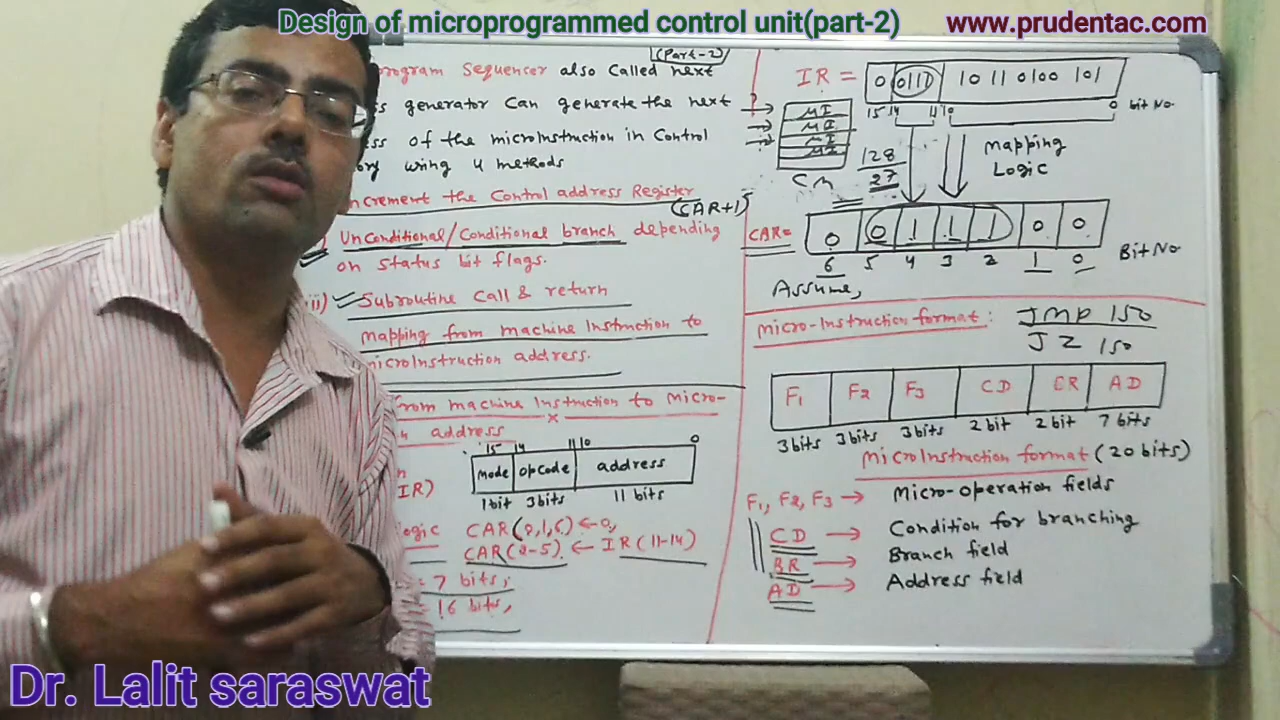 Design of microprogrammed control unit(part-2)
www.prudentac.com
(Part-2)
program Sequencer also called next
generator can generate the next
of the microInstruction in Control
using 4 methods
Increment the Control address Register
(CAR+1)
Unconditional/Conditional branch depending
on status bit flags.
iii) Subroutine call & return
mapping from machine Instruction to
microInstruction address.
from machine Instruction to micro-
address
15 14 11 10 0
mode opcode address
1bit 3bits 11 bits
IR)
logic CAR(0,1,6) ← 0,
CAR(2-5) ← IR(11-14)
= 7 bits,
= 16 bits,
IR = 0 0111 1011 0100 101
15 14 11 10 0 bit No
MI
MI
MI
MI
CM
128
27
mapping
Logic
CAR= 0 0 1 1 1 0 0
6 5 4 3 2 1 0 Bit No
Assume,
micro-Instruction format:
JMP 150
JZ 150
F1 F2 F3 CD BR AD
3bits 3bits 3bits 2bit 2bit 7bits
microInstruction format (20 bits)
F1, F2, F3 → Micro-operation fields
CD → Condition for branching
BR → Branch field
AD → Address field
Dr. Lalit saraswat